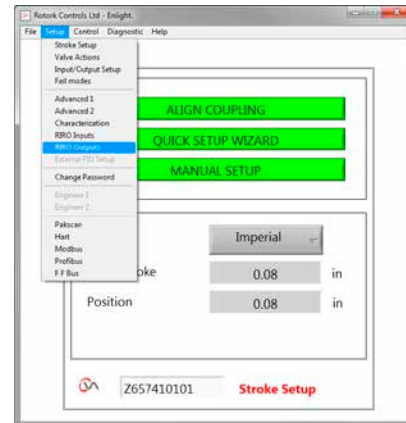 Rotork Controls Ltd - Enlight.
File Setup Control Diagnostic Help
Stroke Setup
Valve Actions
Input/Output Setup
Fail modes
Advanced 1
Advanced 2
Characterization
RIRO Inputs
RIRO Outputs
External PID Setup
Change Password
Engineer 1
Engineer 2
Pakscan
Hart
Modbus
Profibus
F F Bus
ALIGN COUPLING
QUICK SETUP WIZARD
MANUAL SETUP
Imperial
oke 0.08 in
Position 0.08 in
Z657410101 Stroke Setup